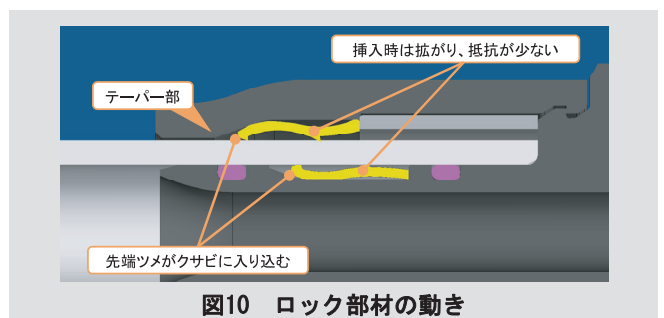 挿入時は拡がり、抵抗が少ない
テーパー部
先端ツメがクサビに入り込む
図10 ロック部材の動き